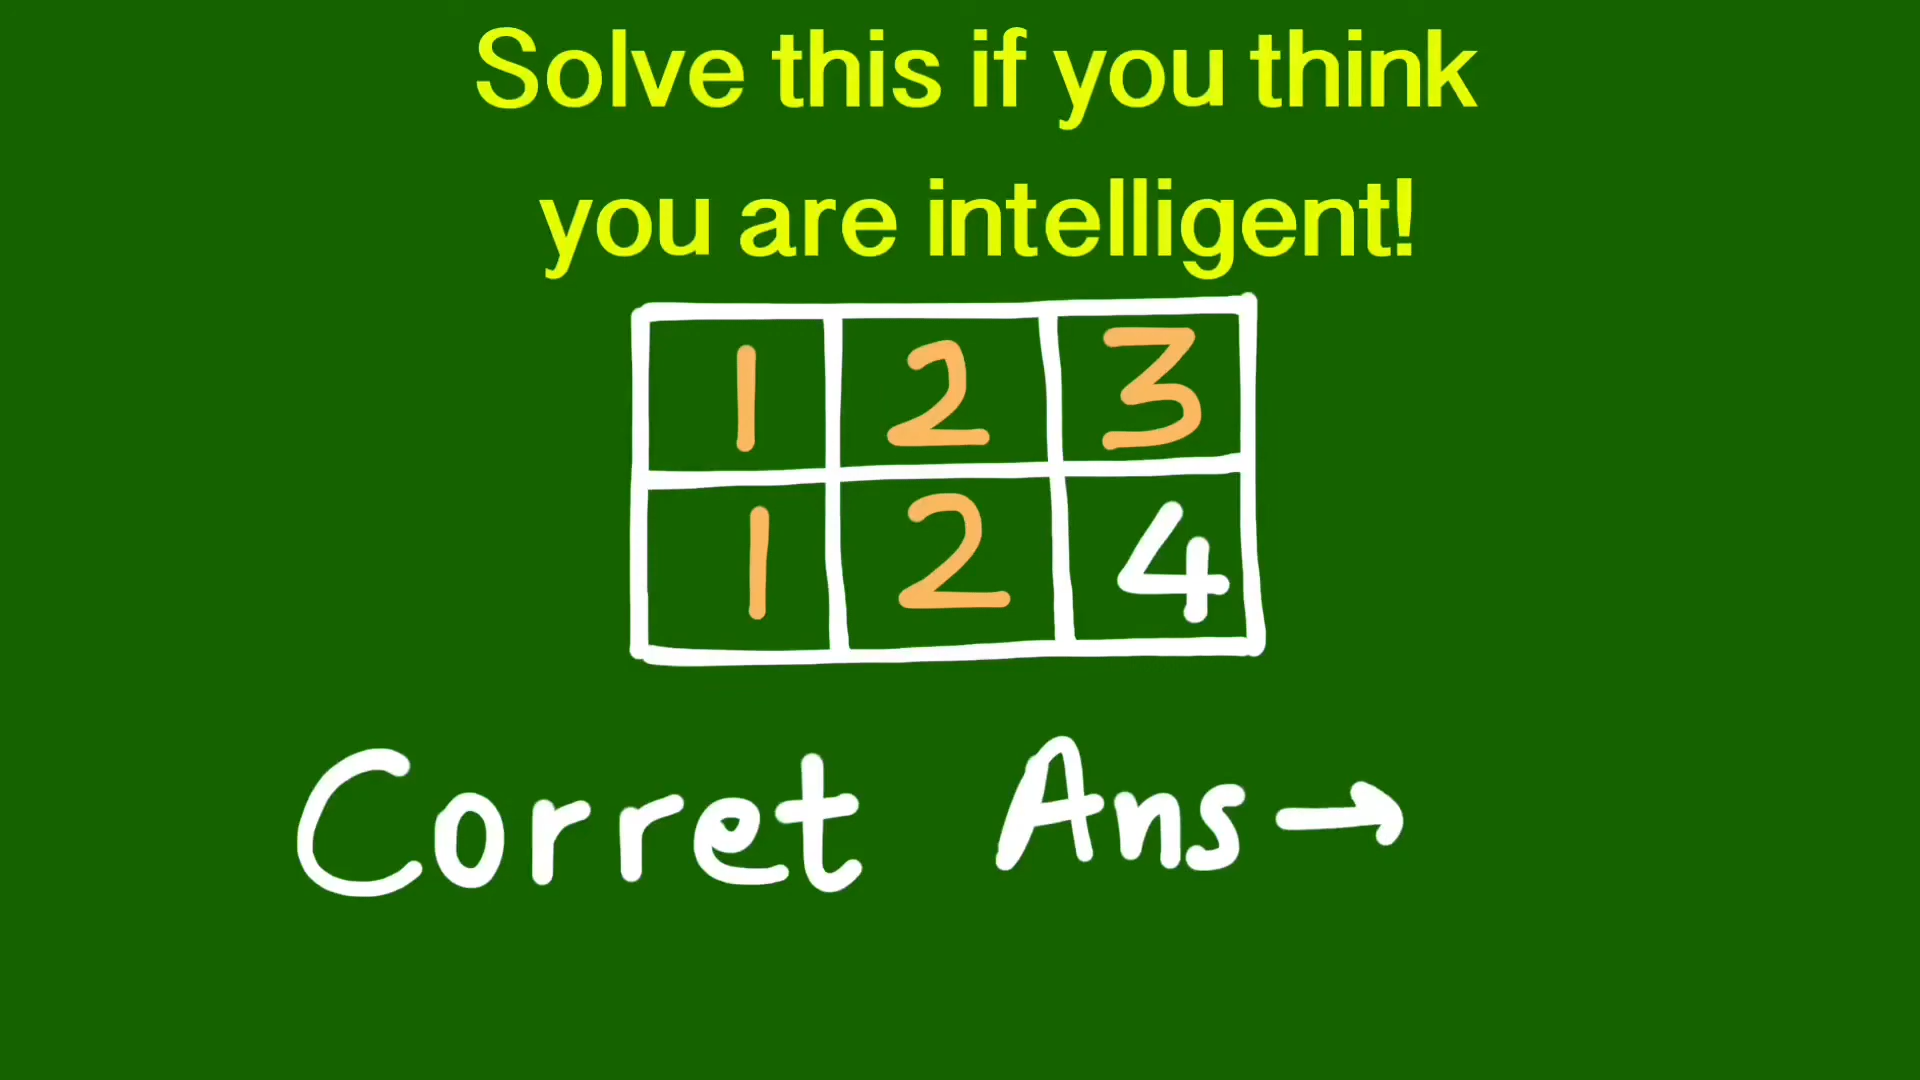 Solve this if you think
you are intelligent!
1 2 3
1 2 4
Corret Ans→